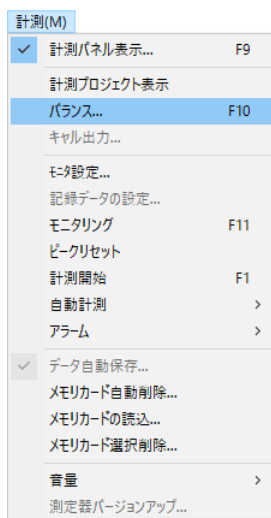 計測(M)
計測パネル表示... F9
計測プロジェクト表示
バランス... F10
キャル出力...
モニタ設定...
記録データの設定...
モニタリング F11
ピークリセット
計測開始 F1
自動計測
アラーム
データ自動保存...
メモリカード自動削除...
メモリカードの読込...
メモリカード選択削除...
音量
測定器バージョンアップ...